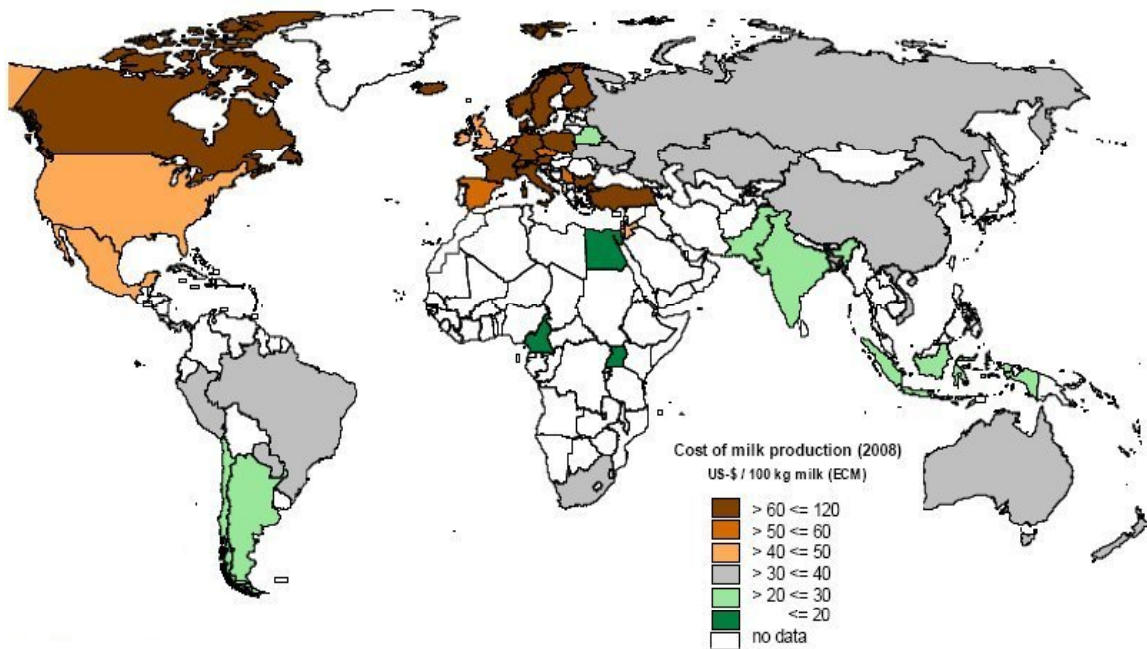 Cost of milk production (2008)
US-$ / 100 kg milk (ECM)
> 60 <= 120
> 50 <= 60
> 40 <= 50
> 30 <= 40
> 20 <= 30
<= 20
no data